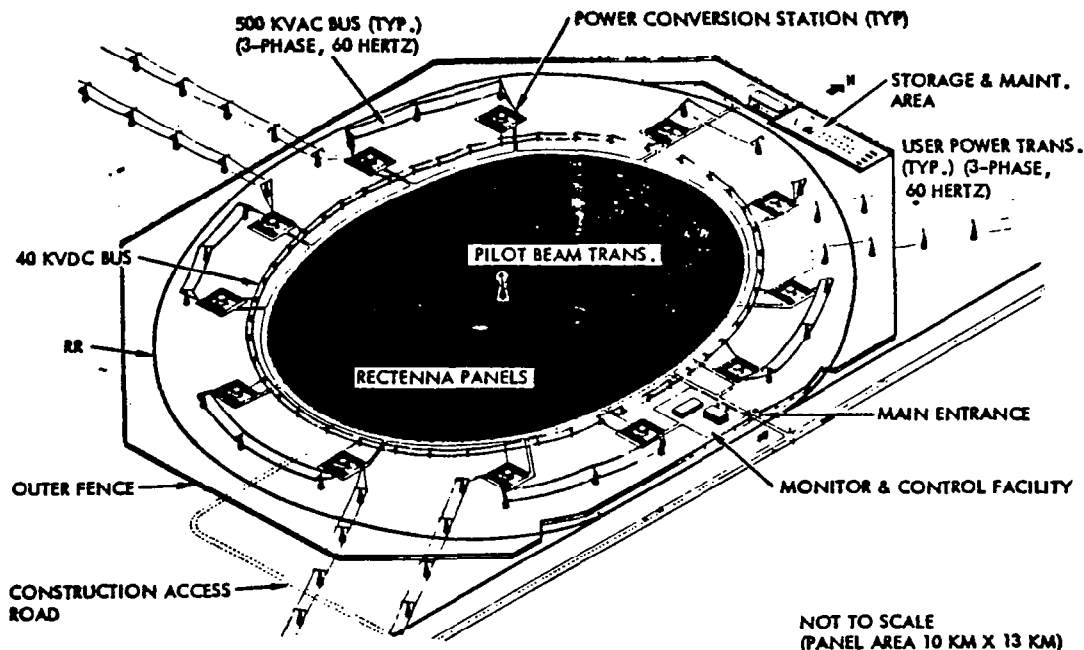 500 KVAC BUS (TYP.)
(3-PHASE, 60 HERTZ)
POWER CONVERSION STATION (TYP)
N
STORAGE & MAINT.
AREA
USER POWER TRANS.
(TYP.) (3-PHASE,
60 HERTZ)
40 KVDC BUS
PILOT BEAM TRANS.
RR
RECTENNA PANELS
MAIN ENTRANCE
OUTER FENCE
MONITOR & CONTROL FACILITY
CONSTRUCTION ACCESS
ROAD
NOT TO SCALE
(PANEL AREA 10 KM X 13 KM)